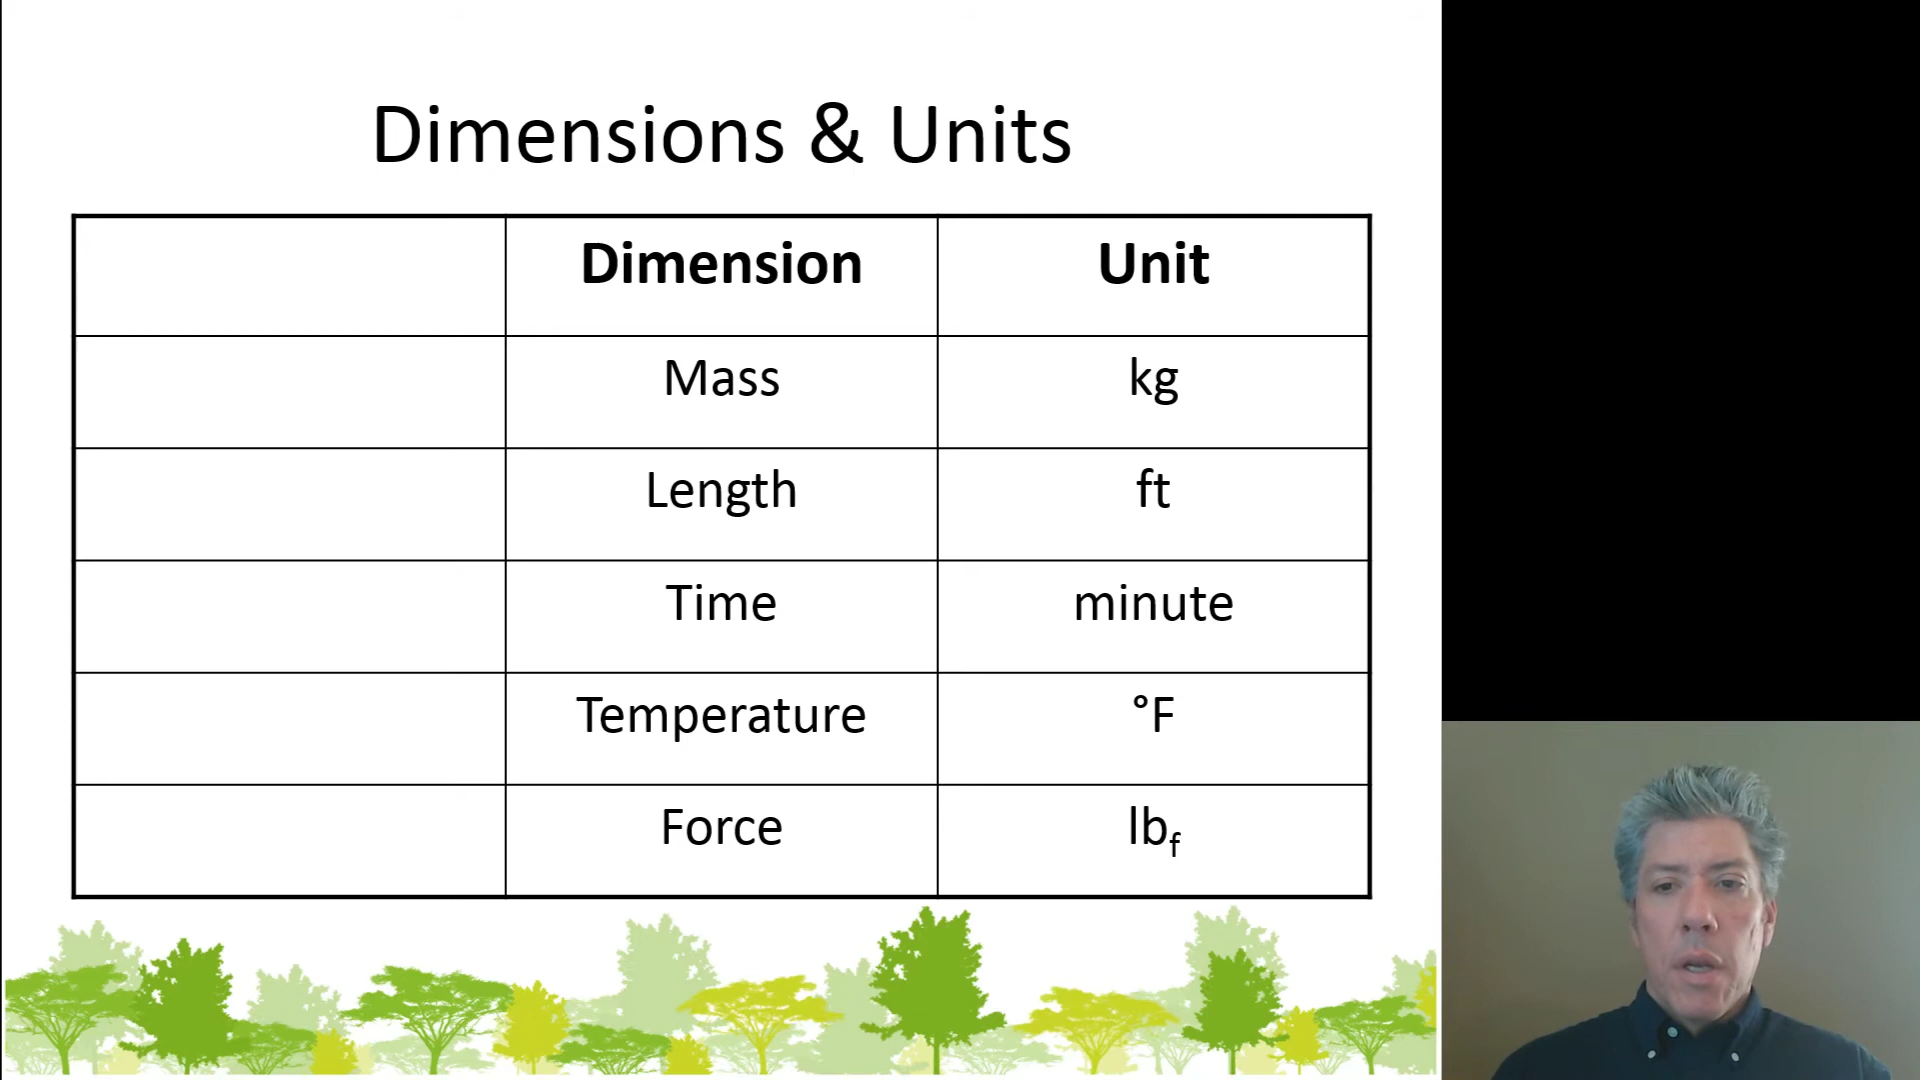 Dimensions & Units
Dimension Unit
Mass kg
Length ft
Time minute
Temperature °F
Force lbf